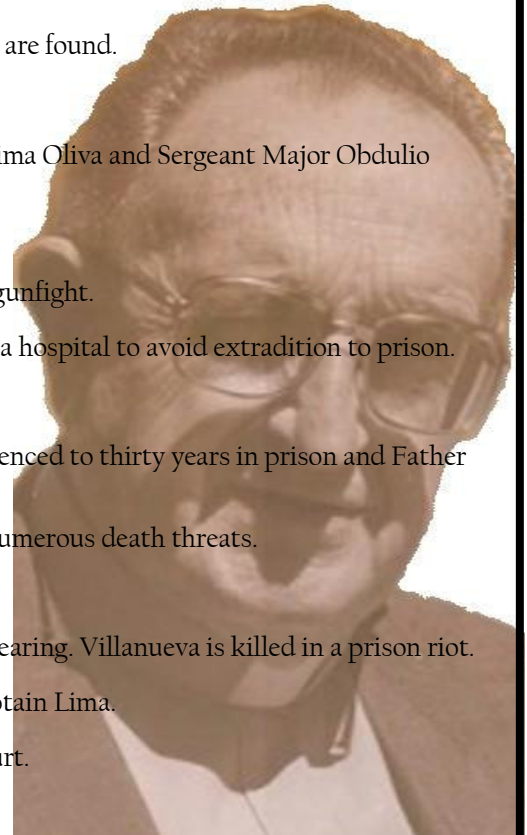 are found.
ima Oliva and Sergeant Major Obdulio
gunfight.
a hospital to avoid extradition to prison.
enced to thirty years in prison and Father
umerous death threats.
earing. Villanueva is killed in a prison riot.
tain Lima.
rt.